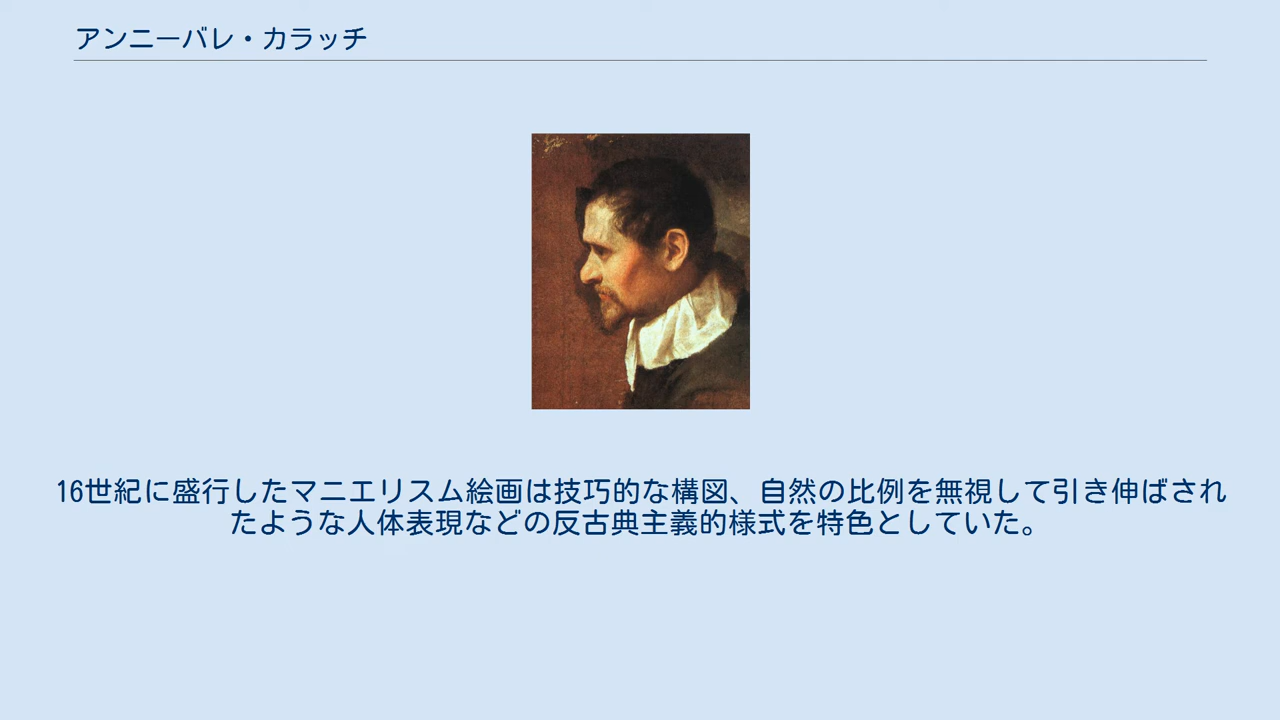 アンニーバレ・カラッチ
16世紀に盛行したマニエリスム絵画は技巧的な構図、自然の比例を無視して引き伸ばされ
たような人体表現などの反古典主義的様式を特色としていた。